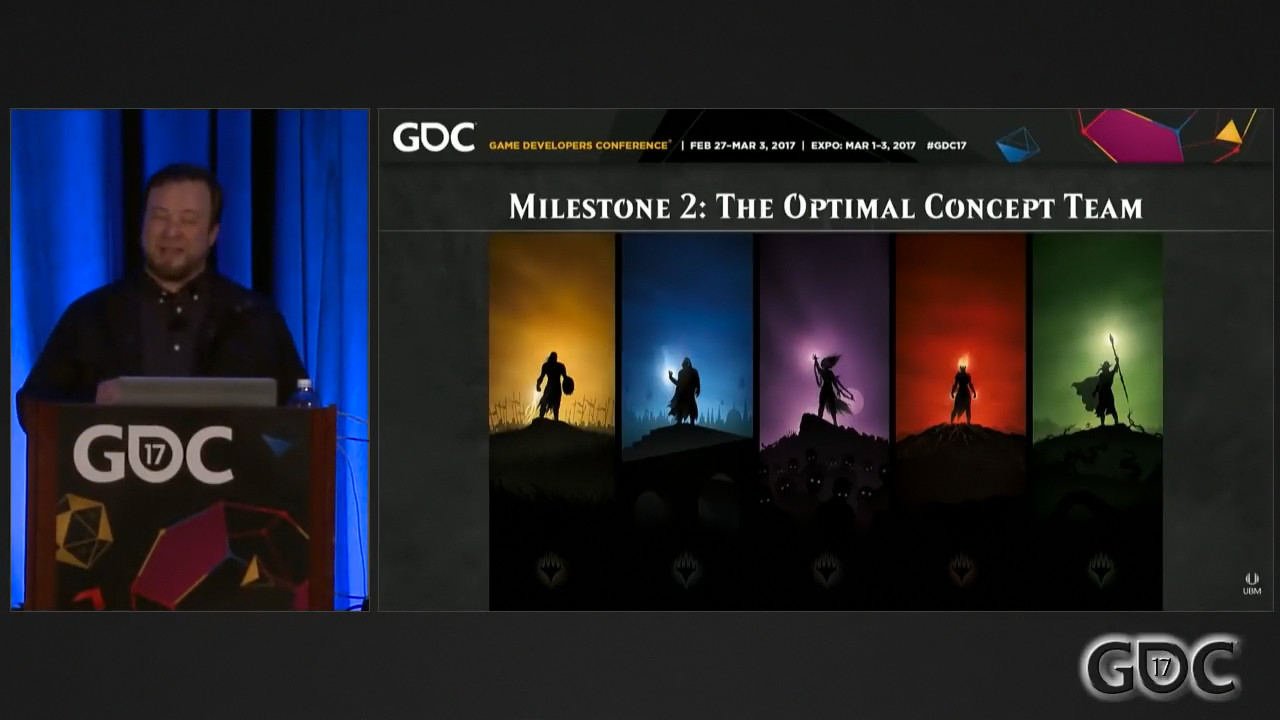 GDC
GAME DEVELOPERS CONFERENCE® | FEB 27–MAR 3, 2017 | EXPO: MAR 1–3, 2017 #GDC17
MILESTONE 2: THE OPTIMAL CONCEPT TEAM
GDC
17
UBM
GDC
17